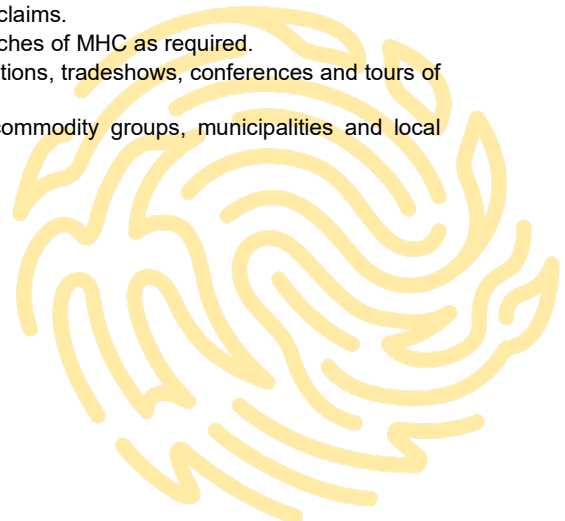 claims.
ches of MHC as required.
tions, tradeshows, conferences and tours of
commodity groups, municipalities and local